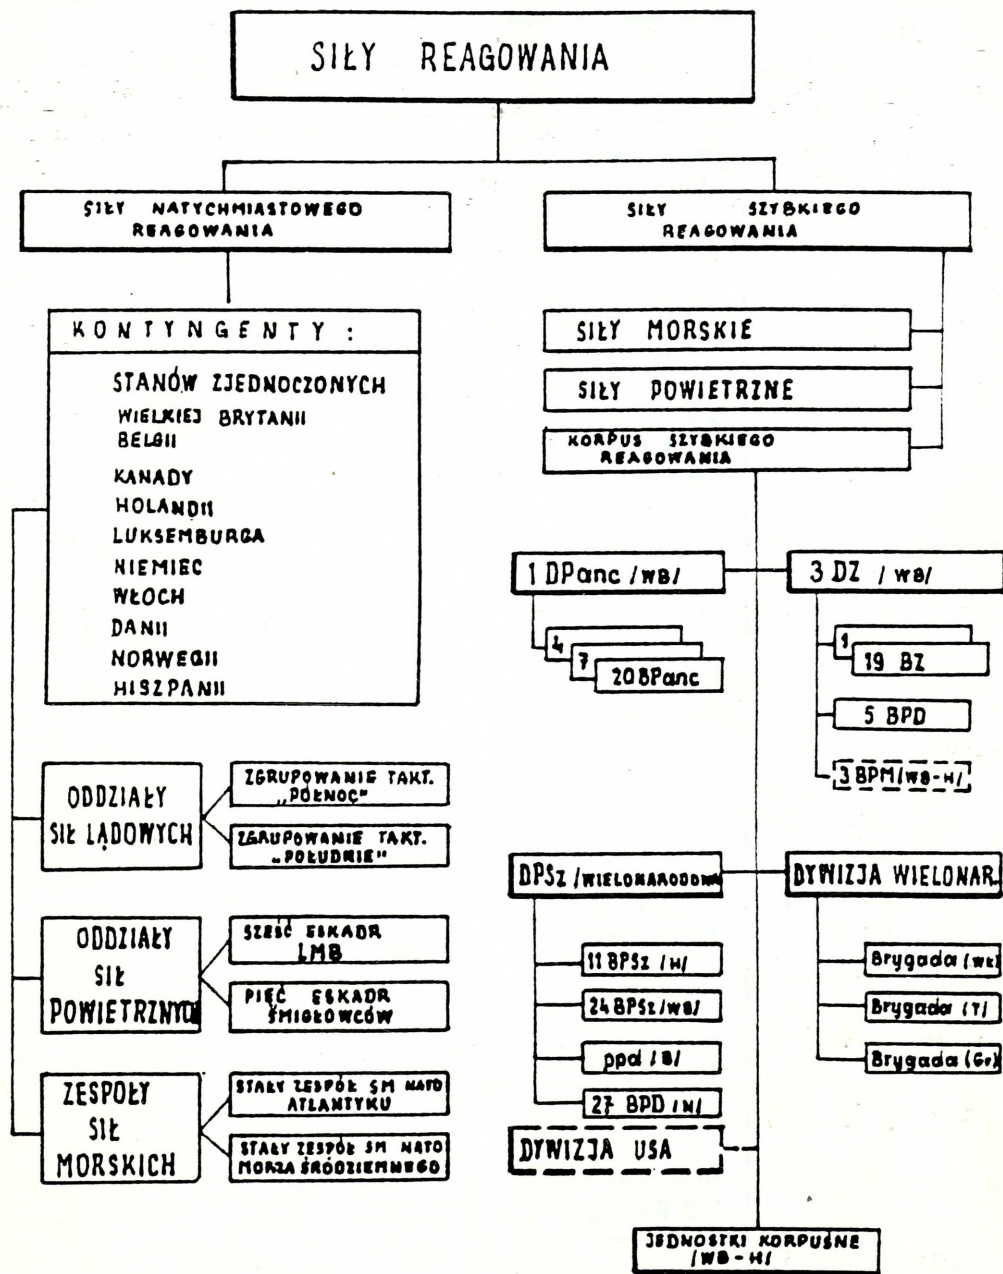 SIŁY REAGOWANIA
SIŁY NATYCHMIASTOWEGO
REAGOWANIA
KONTYNGENTY:
STANÓW ZJEDNOCZONYCH
WIELKIEJ BRYTANII
BELGII
KANADY
HOLANDII
LUKSEMBURGA
NIEMIEC
WŁOCH
DANII
NORWEGII
HISZPANII
ODDZIAŁY
SIŁ LĄDOWYCH
ZGRUPOWANIE TAKT.
„PÓŁNOC"
ZGRUPOWANIE TAKT.
„POŁUDNIE"
ODDZIAŁY
SIŁ
POWIETRZNYCH
SZEŚĆ ESKADR
LMB
PIĘĆ ESKADR
ŚMIGŁOWCÓW
ZESPOŁY
SIŁ
MORSKICH
STAŁY ZESPÓŁ SM NATO
ATLANTYKU
STAŁY ZESPÓŁ SM NATO
MORZA ŚRÓDZIEMNEGO
SIŁY SZYBKIEGO
REAGOWANIA
SIŁY MORSKIE
SIŁY POWIETRZNE
KORPUS SZYBKIEGO
REAGOWANIA
1 DPanc /WB/
4
7
20BPanc
3 DZ /WB/
1
19 BZ
5 BPD
3 BPM/WB-H/
DPSz /WIELONARODOWA
11 BPSz /H/
24 BPSz /WB/
ppd /B/
27 BPD /N/
DYWIZJA WIELONAR.
Brygada (Wł)
Brygada (T/
Brygada (Gr)
DYWIZJA USA
JEDNOSTKI KORPUŚNE
/WB-H/